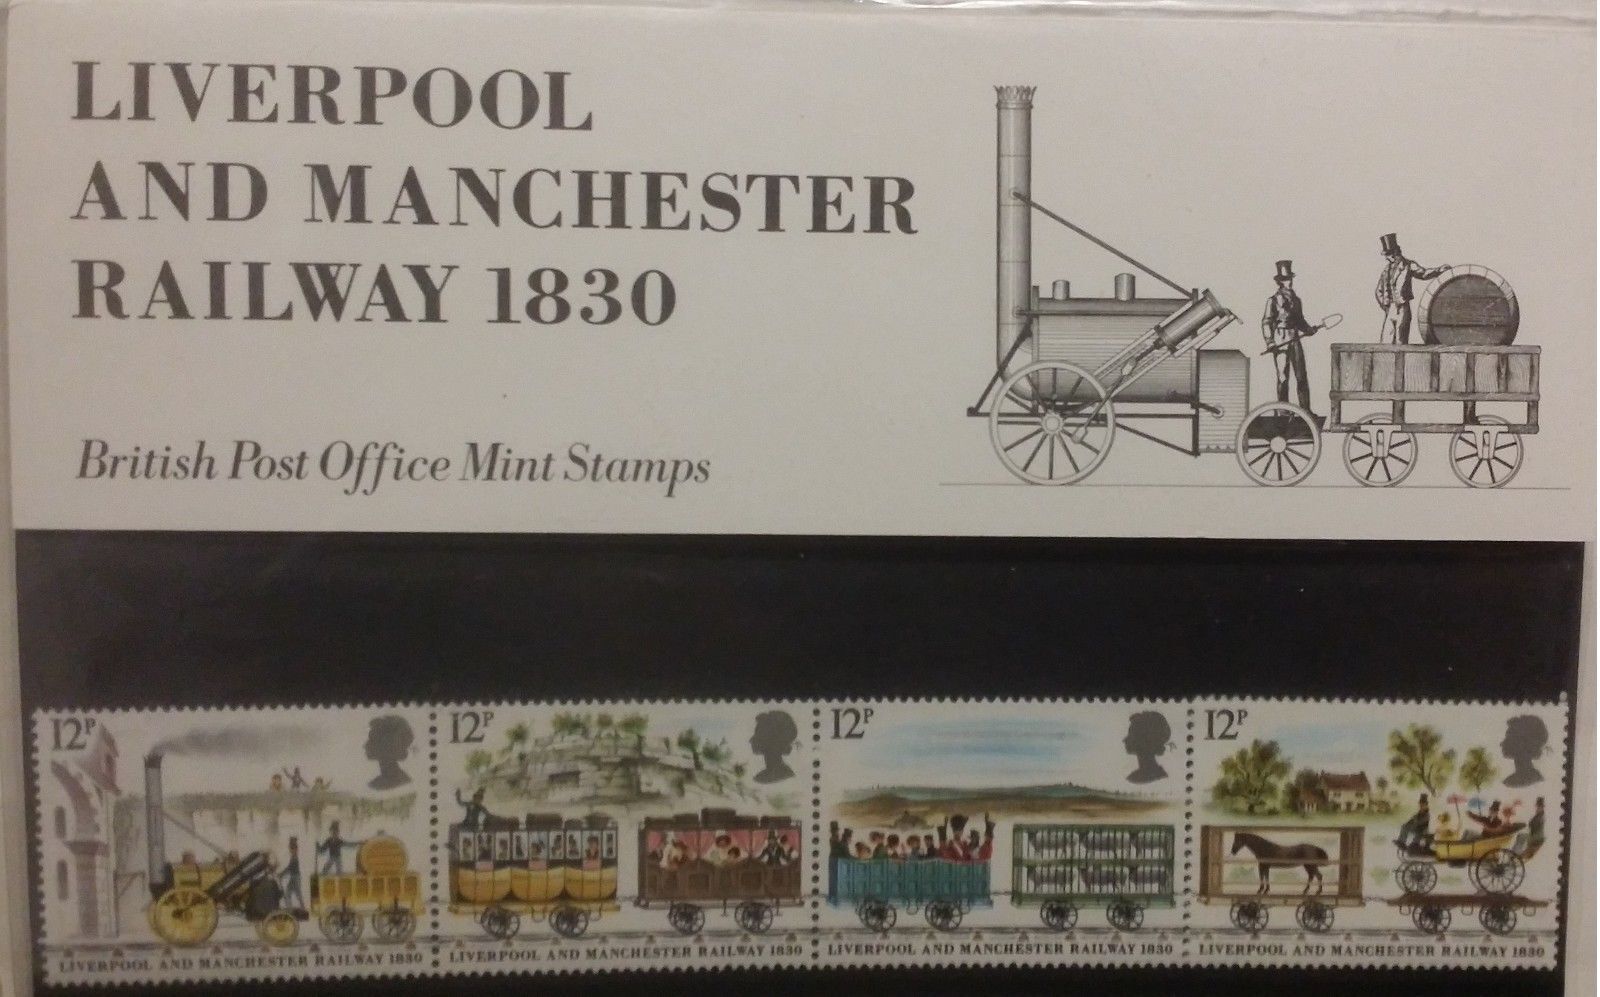 LIVERPOOL
AND MANCHESTER
RAILWAY 1830
British Post Office Mint Stamps
12P
12P
12P
12P
LIVERPOOL AND MANCHESTER RAILWAY 1830
LIVERPOOL AND MANCHESTER RAILWAY 1830
LIVERPOOL AND MANCHESTER RAILWAY 1830
LIVERPOOL AND MANCHESTER RAILWAY 1830